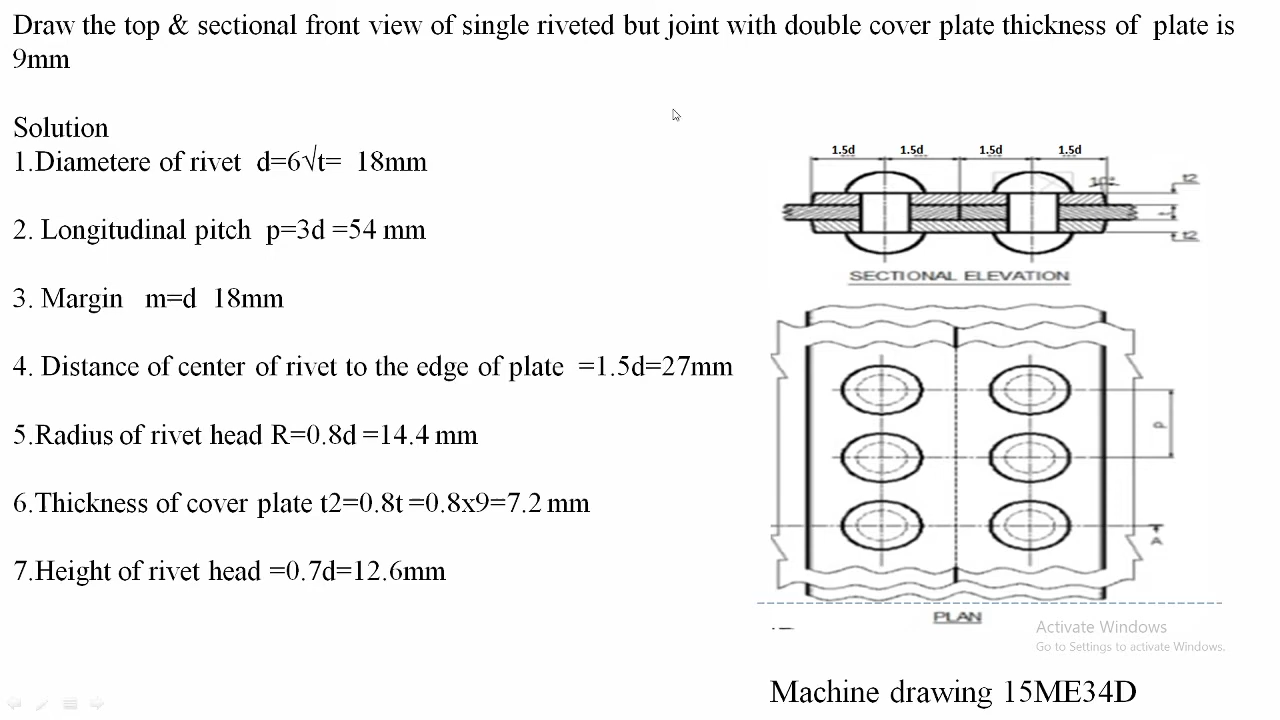 Draw the top & sectional front view of single riveted but joint with double cover plate thickness of plate is
9mm
Solution
1.Diametere of rivet d=6√t= 18mm
2. Longitudinal pitch p=3d =54 mm
3. Margin m=d 18mm
4. Distance of center of rivet to the edge of plate =1.5d=27mm
5.Radius of rivet head R=0.8d =14.4 mm
6.Thickness of cover plate t2=0.8t =0.8x9=7.2 mm
7.Height of rivet head =0.7d=12.6mm
1.5d 1.5d 1.5d 1.5d
10° t2
t
t2
SECTIONAL ELEVATION
p
A
PLAN
Activate Windows
Go to Settings to activate Windows.
Machine drawing 15ME34D